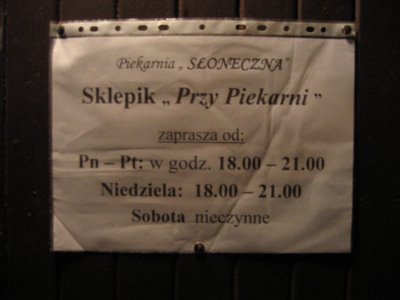 Piekarnia „ SŁONECZNA”
Sklepik „ Przy Piekarni ”
zaprasza od:
Pn – Pt: w godz. 18.00 – 21.00
Niedziela: 18.00 – 21.00
Sobota nieczynne